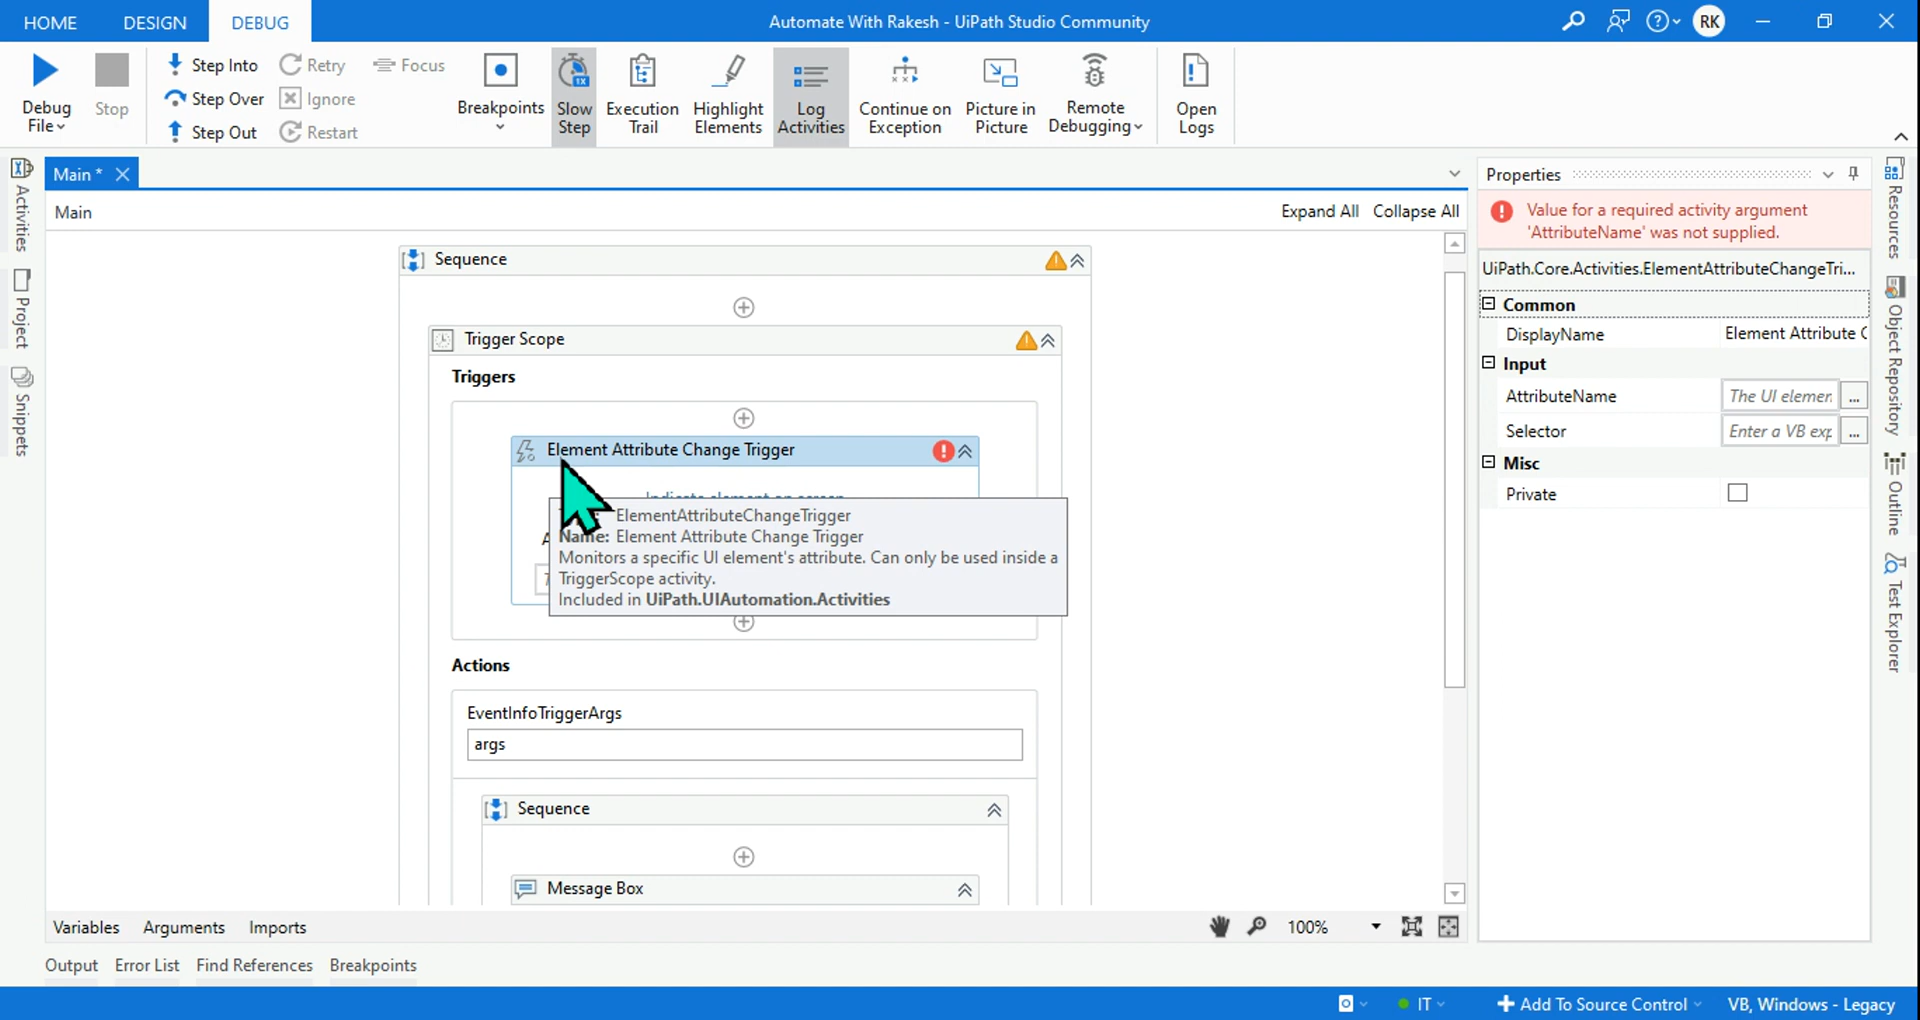 HOME DESIGN DEBUG Automate With Rakesh - UiPath Studio Community RK
Debug File
Stop
Step Into
Step Over
Step Out
Retry
Ignore
Restart
Focus
Breakpoints
Slow Step
1X
Execution Trail
Highlight Elements
Log Activities
Continue on Exception
Picture in Picture
Remote Debugging
Open Logs
Activities
Project
Snippets
Main *
Main
Expand All Collapse All
Sequence
Trigger Scope
Triggers
Element Attribute Change Trigger
Indicate element on screen
ElementAttributeChangeTrigger
Name: Element Attribute Change Trigger
Monitors a specific UI element's attribute. Can only be used inside a
TriggerScope activity.
Included in UiPath.UIAutomation.Activities
Actions
EventInfoTriggerArgs
args
Sequence
Message Box
Variables Arguments Imports
100%
Output Error List Find References Breakpoints
Properties
Value for a required activity argument
'AttributeName' was not supplied.
UiPath.Core.Activities.ElementAttributeChangeTri...
Common
DisplayName Element Attribute C
Input
AttributeName The UI elemen ...
Selector Enter a VB exp ...
Misc
Private
Resources
Object Repository
Outline
Test Explorer
IT
Add To Source Control
VB, Windows - Legacy